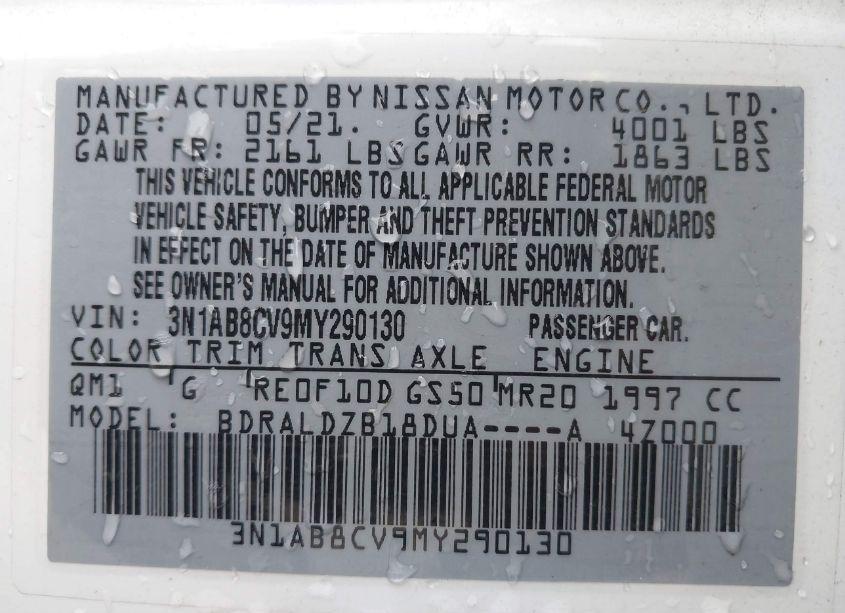 MANUFACTURED BY NISSAN MOTOR CO., LTD.
DATE: 05/21. GVWR: 4001 LBS
GAWR FR: 2161 LBS GAWR RR: 1863 LBS
THIS VEHICLE CONFORMS TO ALL APPLICABLE FEDERAL MOTOR
VEHICLE SAFETY, BUMPER AND THEFT PREVENTION STANDARDS
IN EFFECT ON THE DATE OF MANUFACTURE SHOWN ABOVE.
SEE OWNER'S MANUAL FOR ADDITIONAL INFORMATION.
VIN: 3N1AB8CV9MY290130 PASSENGER CAR.
COLOR TRIM TRANS AXLE ENGINE
QM1 G RE0F10D GS50 MR20 1997 CC
MODEL: BDRALDZB18DUA----A 4Z000
3N1AB8CV9MY290130